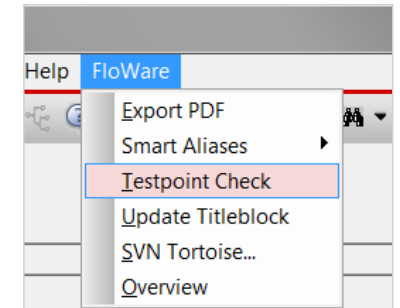 Help FloWare
Export PDF
Smart Aliases
Testpoint Check
Update Titleblock
SVN Tortoise...
Overview